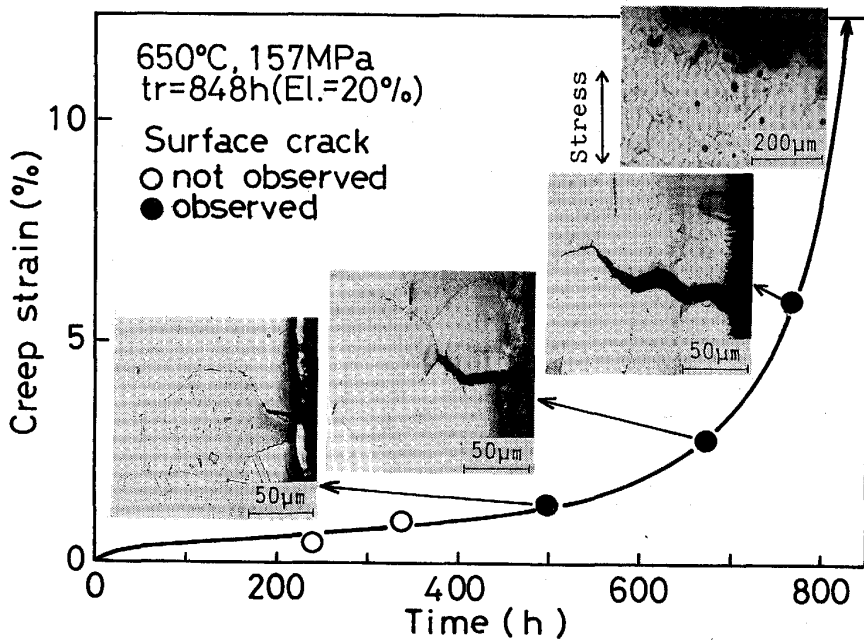 650°C, 157MPa
tr=848h(El.=20%)
Surface crack
not observed
observed
Stress
200µm
50µm
50µm
50µm
Creep strain (%)
10
5
0
0
200
400
600
800
Time (h)